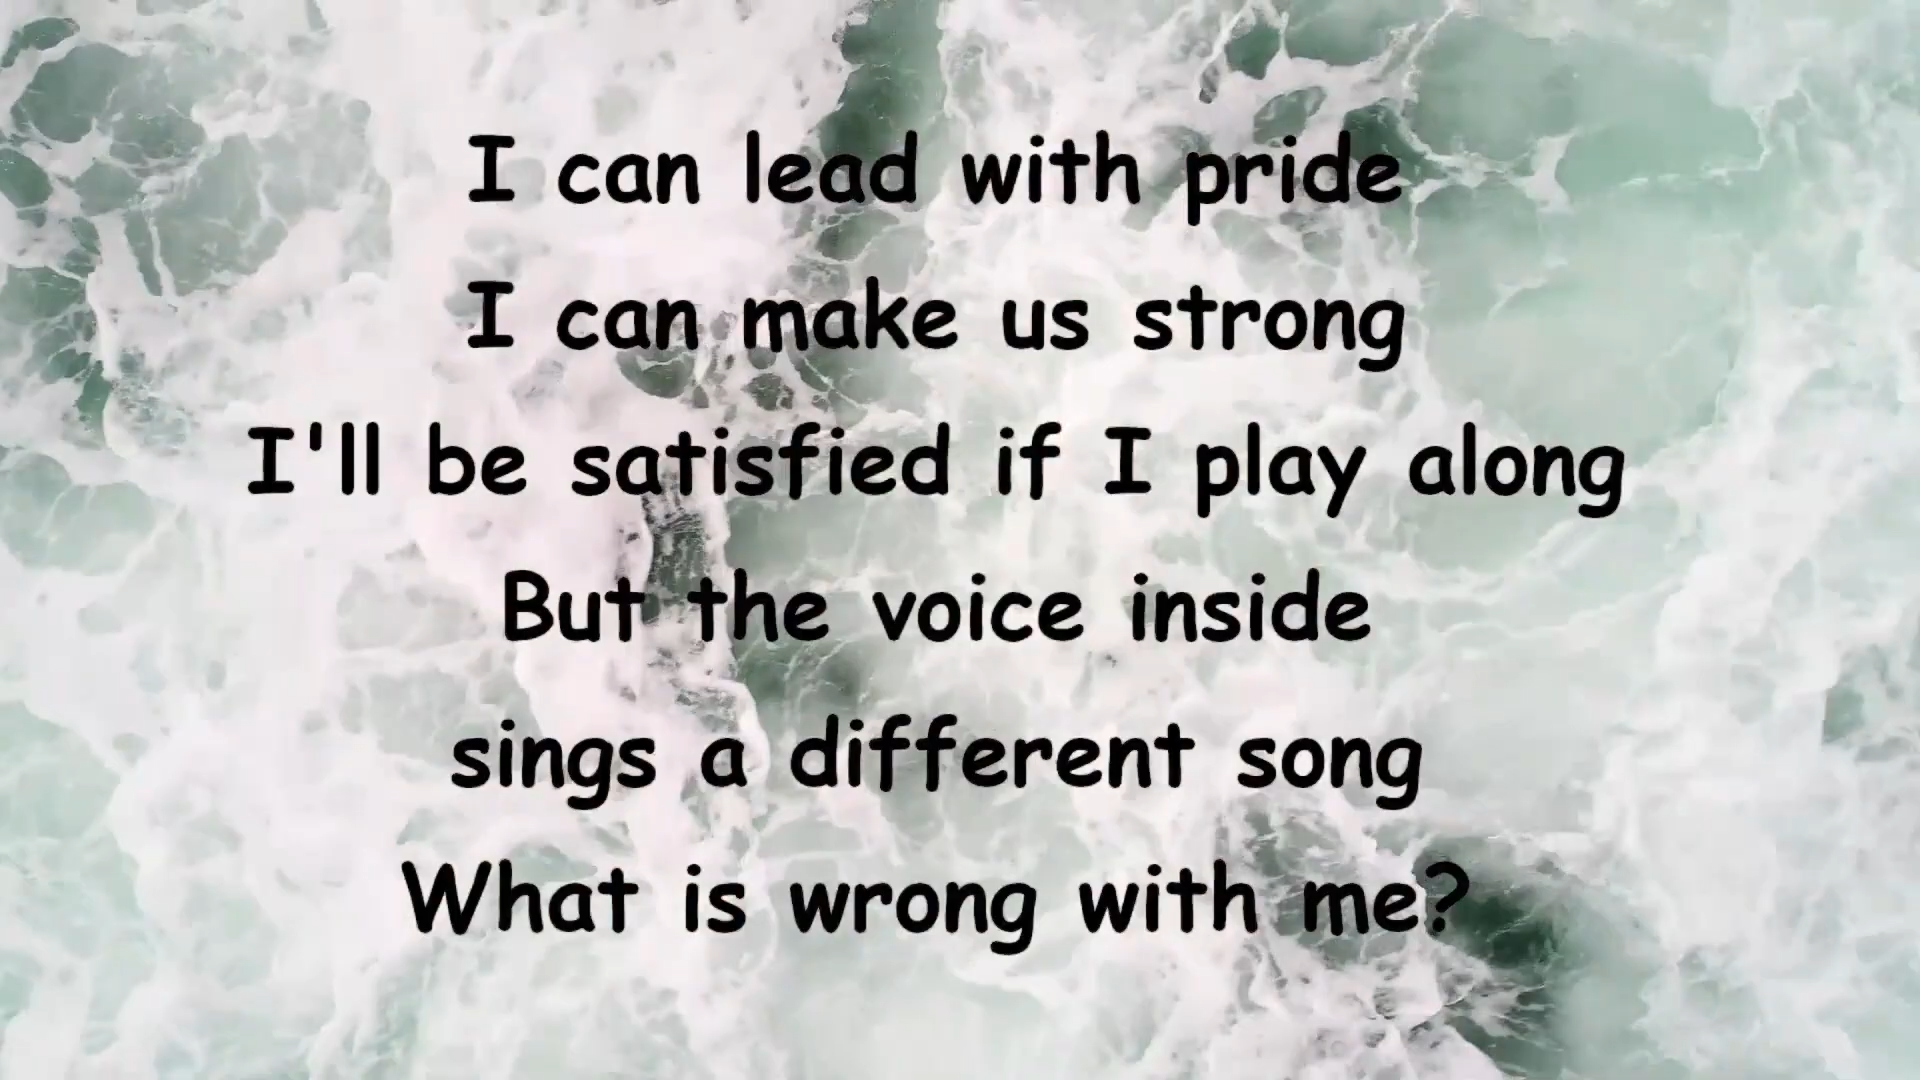 I can lead with pride
I can make us strong
I'll be satisfied if I play along
But the voice inside
sings a different song
What is wrong with me?